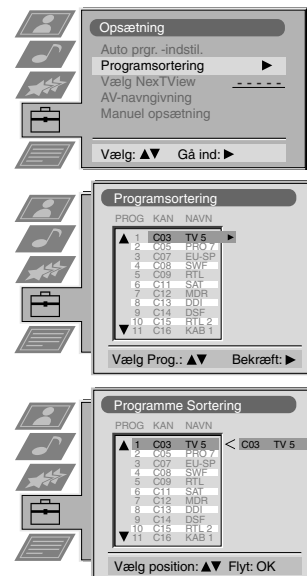 Opsætning
Auto prgr. -indstil.
Programsortering ▶
Vælg NexTView - - - - -
AV-navngivning
Manuel opsætning
Vælg: ▲▼ Gå ind: ▶
Programsortering
PROG KAN NAVN
▲ 1 C03 TV 5 ▶
2 C05 PRO 7
3 C07 EU-SP
4 C08 SWF
5 C09 RTL
6 C11 SAT
7 C12 MDR
8 C13 DDI
9 C14 DSF
10 C15 RTL 2
▼ 11 C16 KAB 1
Vælg Prog.: ▲▼ Bekræft: ▶
Programme Sortering
PROG KAN NAVN
▲ 1 C03 TV 5 < C03 TV 5
2 C05 PRO 7
3 C07 EU-SP
4 C08 SWF
5 C09 RTL
6 C11 SAT
7 C12 MDR
8 C13 DDI
9 C14 DSF
10 C15 RTL 2
▼ 11 C16 KAB 1
Vælg position: ▲▼ Flyt: OK